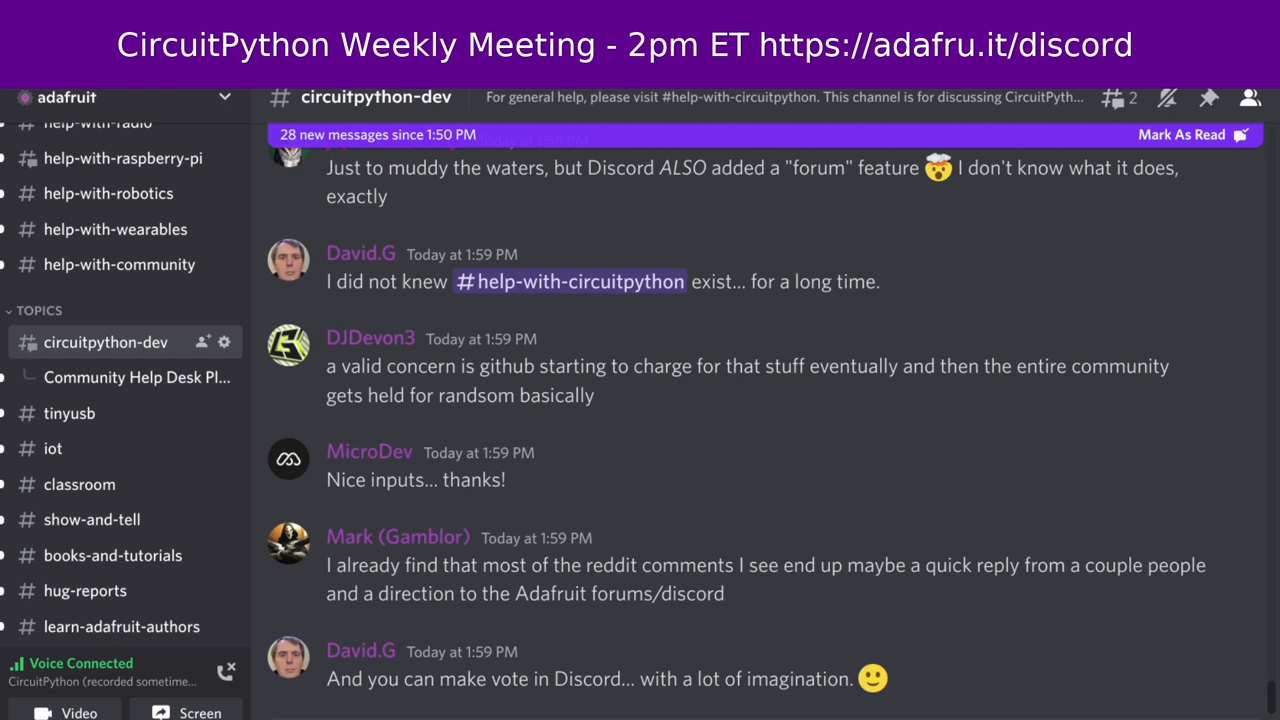 CircuitPython Weekly Meeting - 2pm ET https://adafru.it/discord
adafruit
help-with-radio
help-with-raspberry-pi
help-with-robotics
help-with-wearables
help-with-community
TOPICS
circuitpython-dev
Community Help Desk Pl...
tinyusb
iot
classroom
show-and-tell
books-and-tutorials
hug-reports
learn-adafruit-authors
Voice Connected
CircuitPython (recorded sometime...
Video
Screen
# circuitpython-dev
For general help, please visit #help-with-circuitpython. This channel is for discussing CircuitPyth...
2
28 new messages since 1:50 PM
Mark As Read
Today at 1:58 PM
Just to muddy the waters, but Discord ALSO added a "forum" feature 🤯 I don't know what it does,
exactly
David.G Today at 1:59 PM
I did not knew #help-with-circuitpython exist... for a long time.
DJDevon3 Today at 1:59 PM
a valid concern is github starting to charge for that stuff eventually and then the entire community
gets held for randsom basically
MicroDev Today at 1:59 PM
Nice inputs... thanks!
Mark (Gamblor) Today at 1:59 PM
I already find that most of the reddit comments I see end up maybe a quick reply from a couple people
and a direction to the Adafruit forums/discord
David.G Today at 1:59 PM
And you can make vote in Discord... with a lot of imagination. 🙂